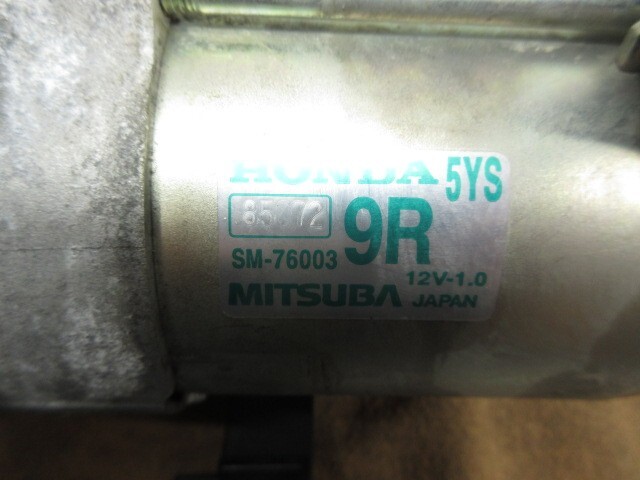 HONDA 5YS
9R
SM-76003
12V-1.0
MITSUBA JAPAN